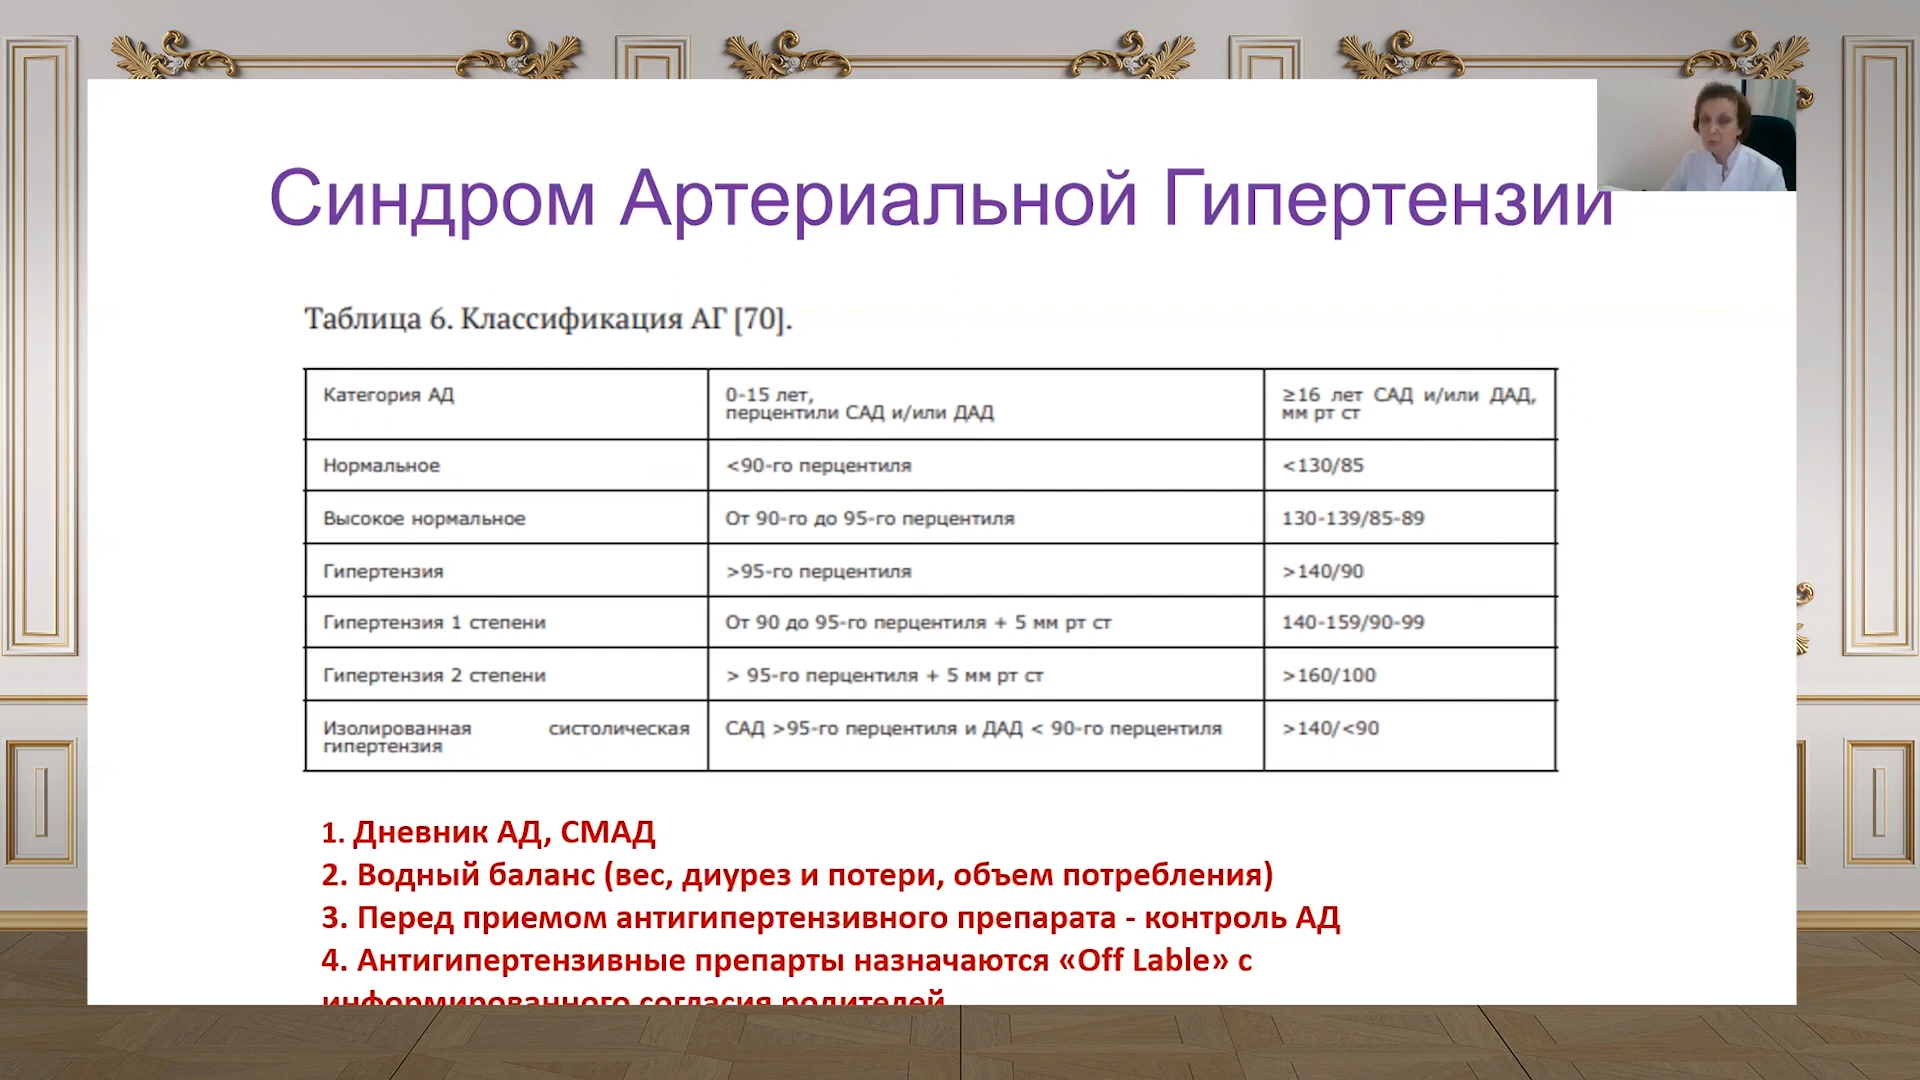 Синдром Артериальной Гипертензии
Таблица 6. Классификация АГ [70].
Категория АД
0-15 лет,
перцентили САД и/или ДАД
≥16 лет САД и/или ДАД,
мм рт ст
Нормальное
<90-го перцентиля
<130/85
Высокое нормальное
От 90-го до 95-го перцентиля
130-139/85-89
Гипертензия
>95-го перцентиля
>140/90
Гипертензия 1 степени
От 90 до 95-го перцентиля + 5 мм рт ст
140-159/90-99
Гипертензия 2 степени
> 95-го перцентиля + 5 мм рт ст
>160/100
Изолированная систолическая
гипертензия
САД >95-го перцентиля и ДАД < 90-го перцентиля
>140/<90
1. Дневник АД, СМАД
2. Водный баланс (вес, диурез и потери, объем потребления)
3. Перед приемом антигипертензивного препарата - контроль АД
4. Антигипертензивные препарты назначаются «Off Lable» с
информированного согласия родителей